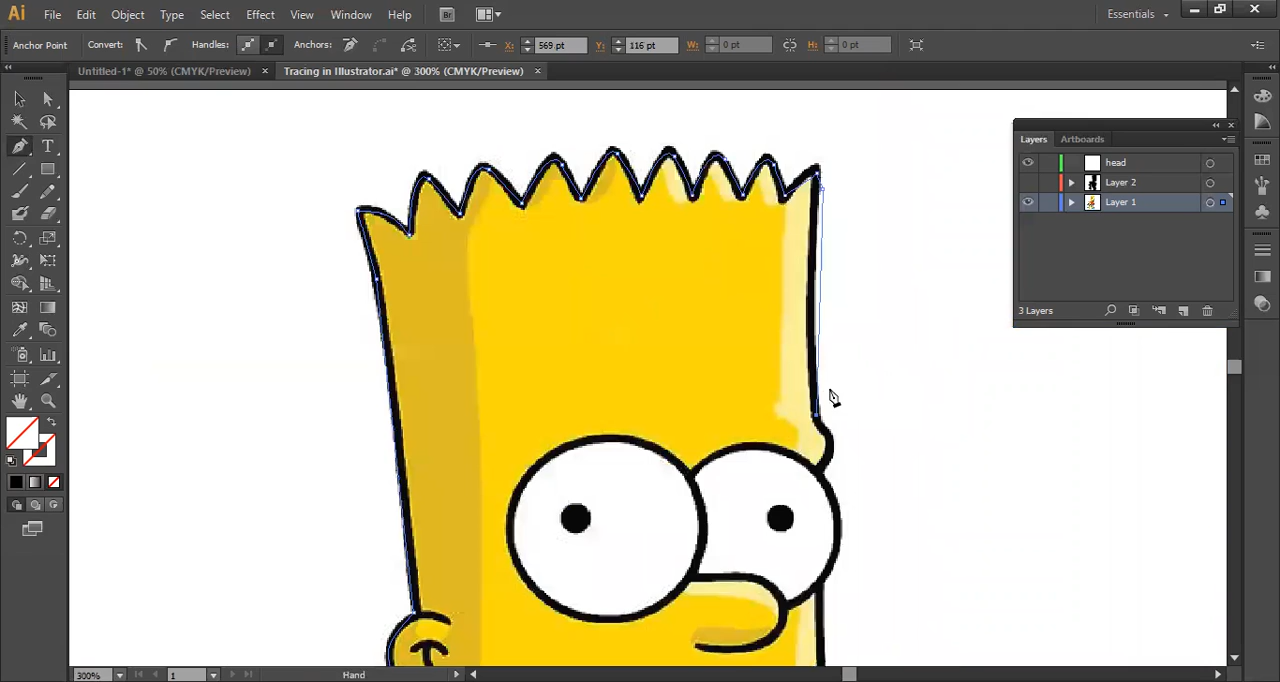 Ai File Edit Object Type Select Effect View Window Help Br Essentials
Anchor Point Convert: Handles: Anchors: X: 569 pt Y: 116 pt W: 0 pt H: 0 pt
Untitled-1* @ 50% (CMYK/Preview) × Tracing in Illustrator.ai* @ 300% (CMYK/Preview) ×
Layers Artboards
head
Layer 2
Layer 1
3 Layers
300% 1 Hand